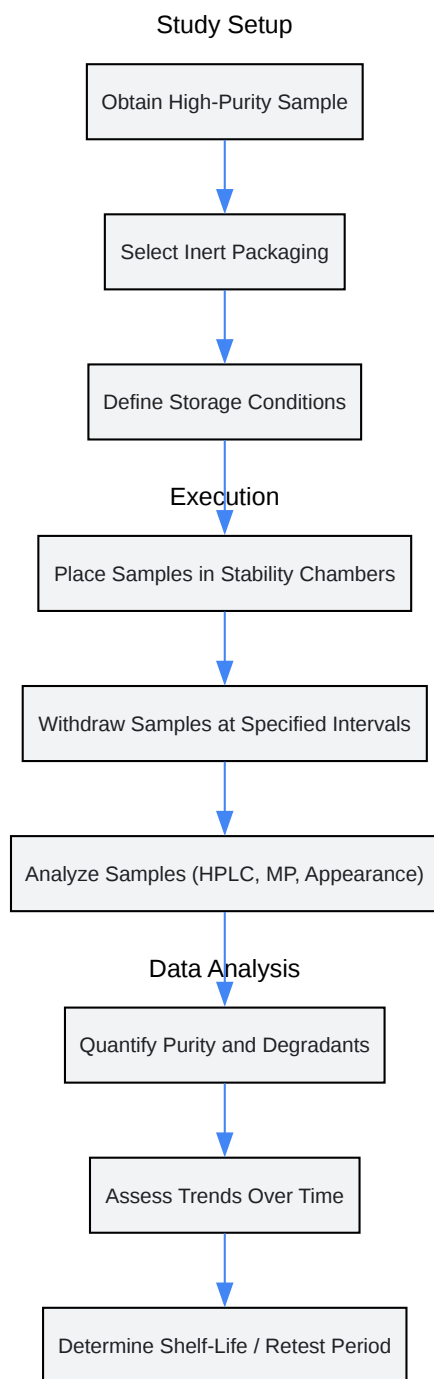 Study Setup
Obtain High-Purity Sample
Select Inert Packaging
Define Storage Conditions
Execution
Place Samples in Stability Chambers
Withdraw Samples at Specified Intervals
Analyze Samples (HPLC, MP, Appearance)
Data Analysis
Quantify Purity and Degradants
Assess Trends Over Time
Determine Shelf-Life / Retest Period